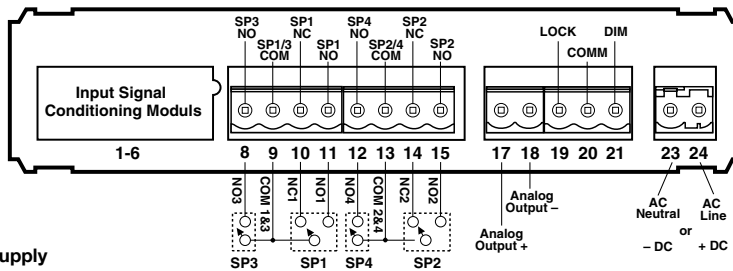 SP3 NO
SP1/3 COM
SP1 NC
SP1 NO
SP4 NO
SP2/4 COM
SP2 NC
SP2 NO
LOCK
COMM
DIM
Input Signal
Conditioning Moduls
1-6
8 9 10 11 12 13 14 15 17 18 19 20 21 23 24
NO3
COM 1&3
NC1
NO1
NO4
COM 2&4
NC2
NO2
Analog
Output –
Analog
Output +
AC
Neutral
– DC
or
AC
Line
+ DC
SP3 SP1 SP4 SP2
upply